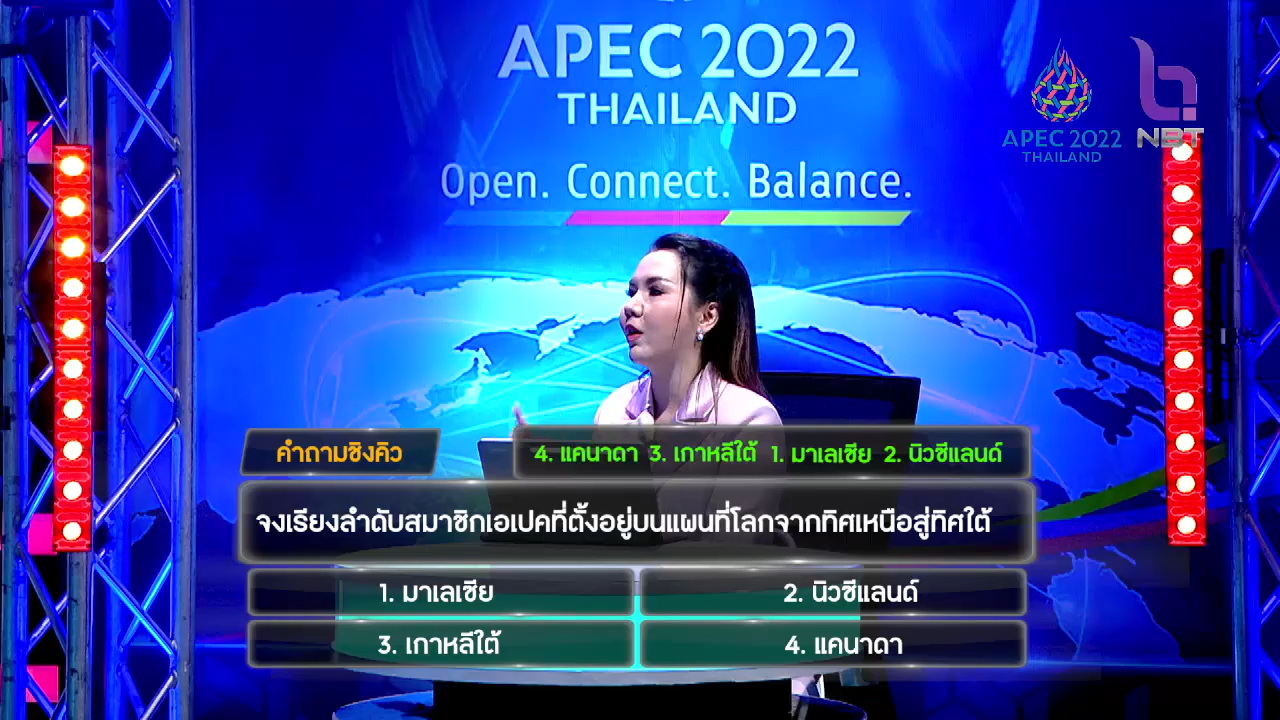 APEC 2022
THAILAND
Open. Connect. Balance.
APEC 2022
THAILAND
NBT
คำถามชิงคิว
4. แคนาดา 3. เกาหลีใต้ 1. มาเลเซีย 2. นิวซีแลนด์
จงเรียงลำดับสมาชิกเอเปคที่ตั้งอยู่บนแผนที่โลกจากทิศเหนือสู่ทิศใต้
1. มาเลเซีย
2. นิวซีแลนด์
3. เกาหลีใต้
4. แคนาดา